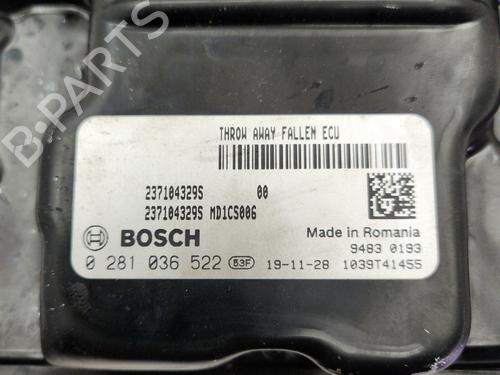 B-PARTS
THROW AWAY FALLEN ECU
237104329S 00
237104329S MD1CS006
BOSCH
Made in Romania
9483 0193
0 281 036 522 B3F 19-11-28 1039T41455